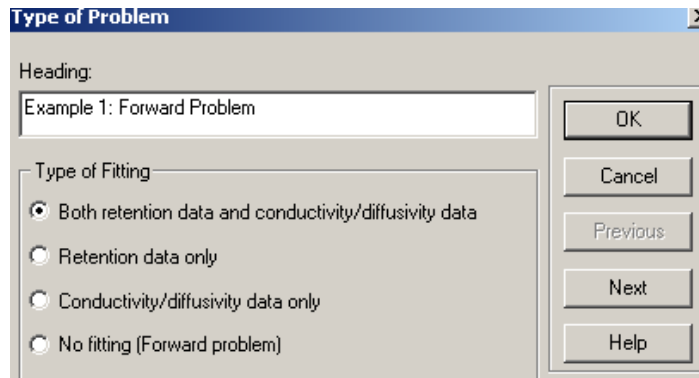 Type of Problem
Heading:
Example 1: Forward Problem
OK
Type of Fitting
Cancel
Both retention data and conductivity/diffusivity data
Previous
Retention data only
Next
Conductivity/diffusivity data only
No fitting (Forward problem)
Help